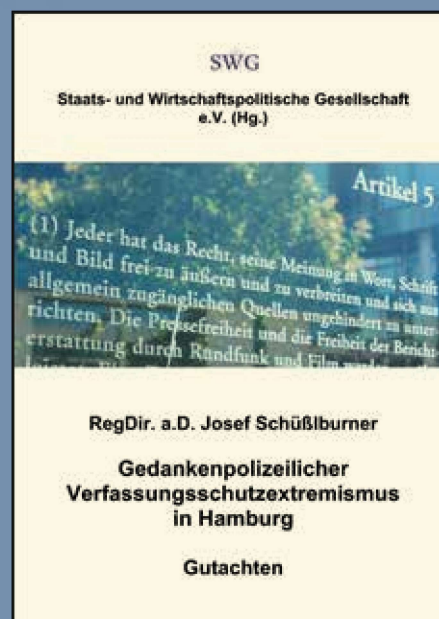 SWG
Staats- und Wirtschaftspolitische Gesellschaft
e.V. (Hg.)
Artikel 5
(1) Jeder hat das Recht, seine Meinung in Wort, Schrift
und Bild frei zu äußern und zu verbreiten und sich aus
allgemein zugänglichen Quellen ungehindert zu unter-
richten. Die Pressefreiheit und die Freiheit der Bericht-
erstattung durch Rundfunk und Film werden
RegDir. a.D. Josef Schüßlburner
Gedankenpolizeilicher
Verfassungsschutzextremismus
in Hamburg
Gutachten